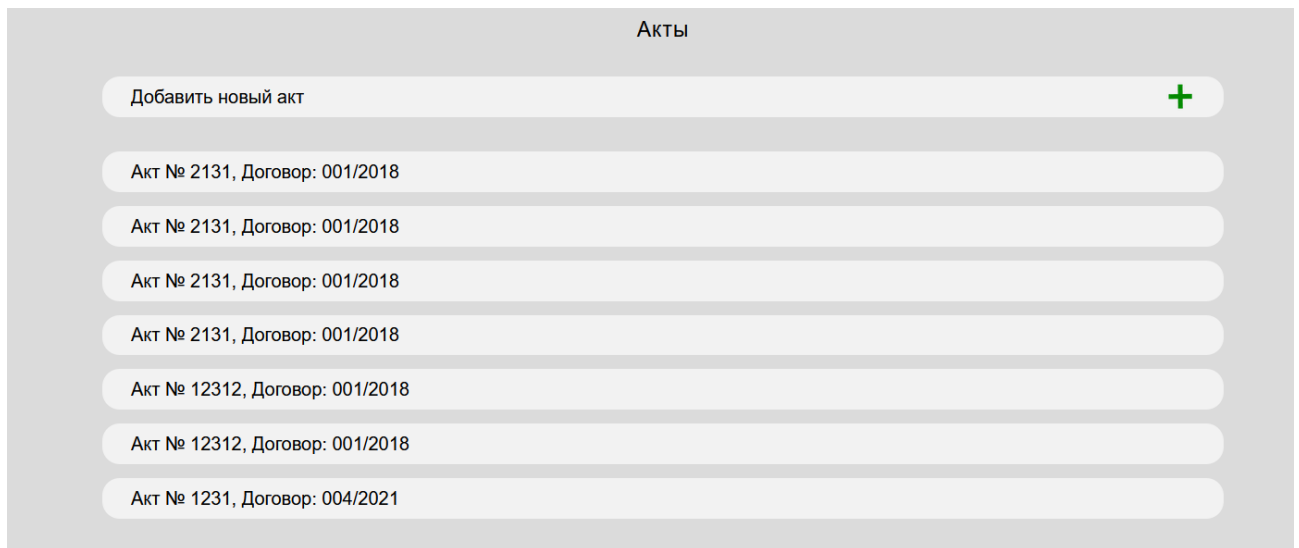 Акты
Добавить новый акт
Акт № 2131, Договор: 001/2018
Акт № 2131, Договор: 001/2018
Акт № 2131, Договор: 001/2018
Акт № 2131, Договор: 001/2018
Акт № 12312, Договор: 001/2018
Акт № 12312, Договор: 001/2018
Акт № 1231, Договор: 004/2021